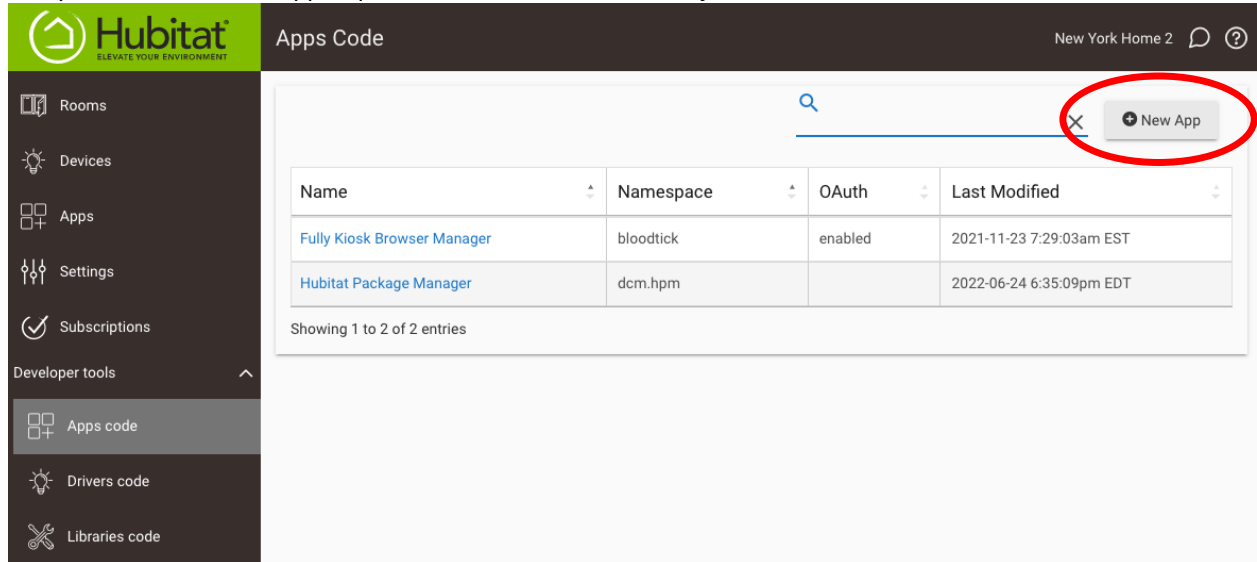 Hubitat
ELEVATE YOUR ENVIRONMENT
Apps Code
New York Home 2
Rooms
Devices
Apps
Settings
Subscriptions
Developer tools
Apps code
Drivers code
Libraries code
New App
Name Namespace OAuth Last Modified
Fully Kiosk Browser Manager bloodtick enabled 2021-11-23 7:29:03am EST
Hubitat Package Manager dcm.hpm 2022-06-24 6:35:09pm EDT
Showing 1 to 2 of 2 entries